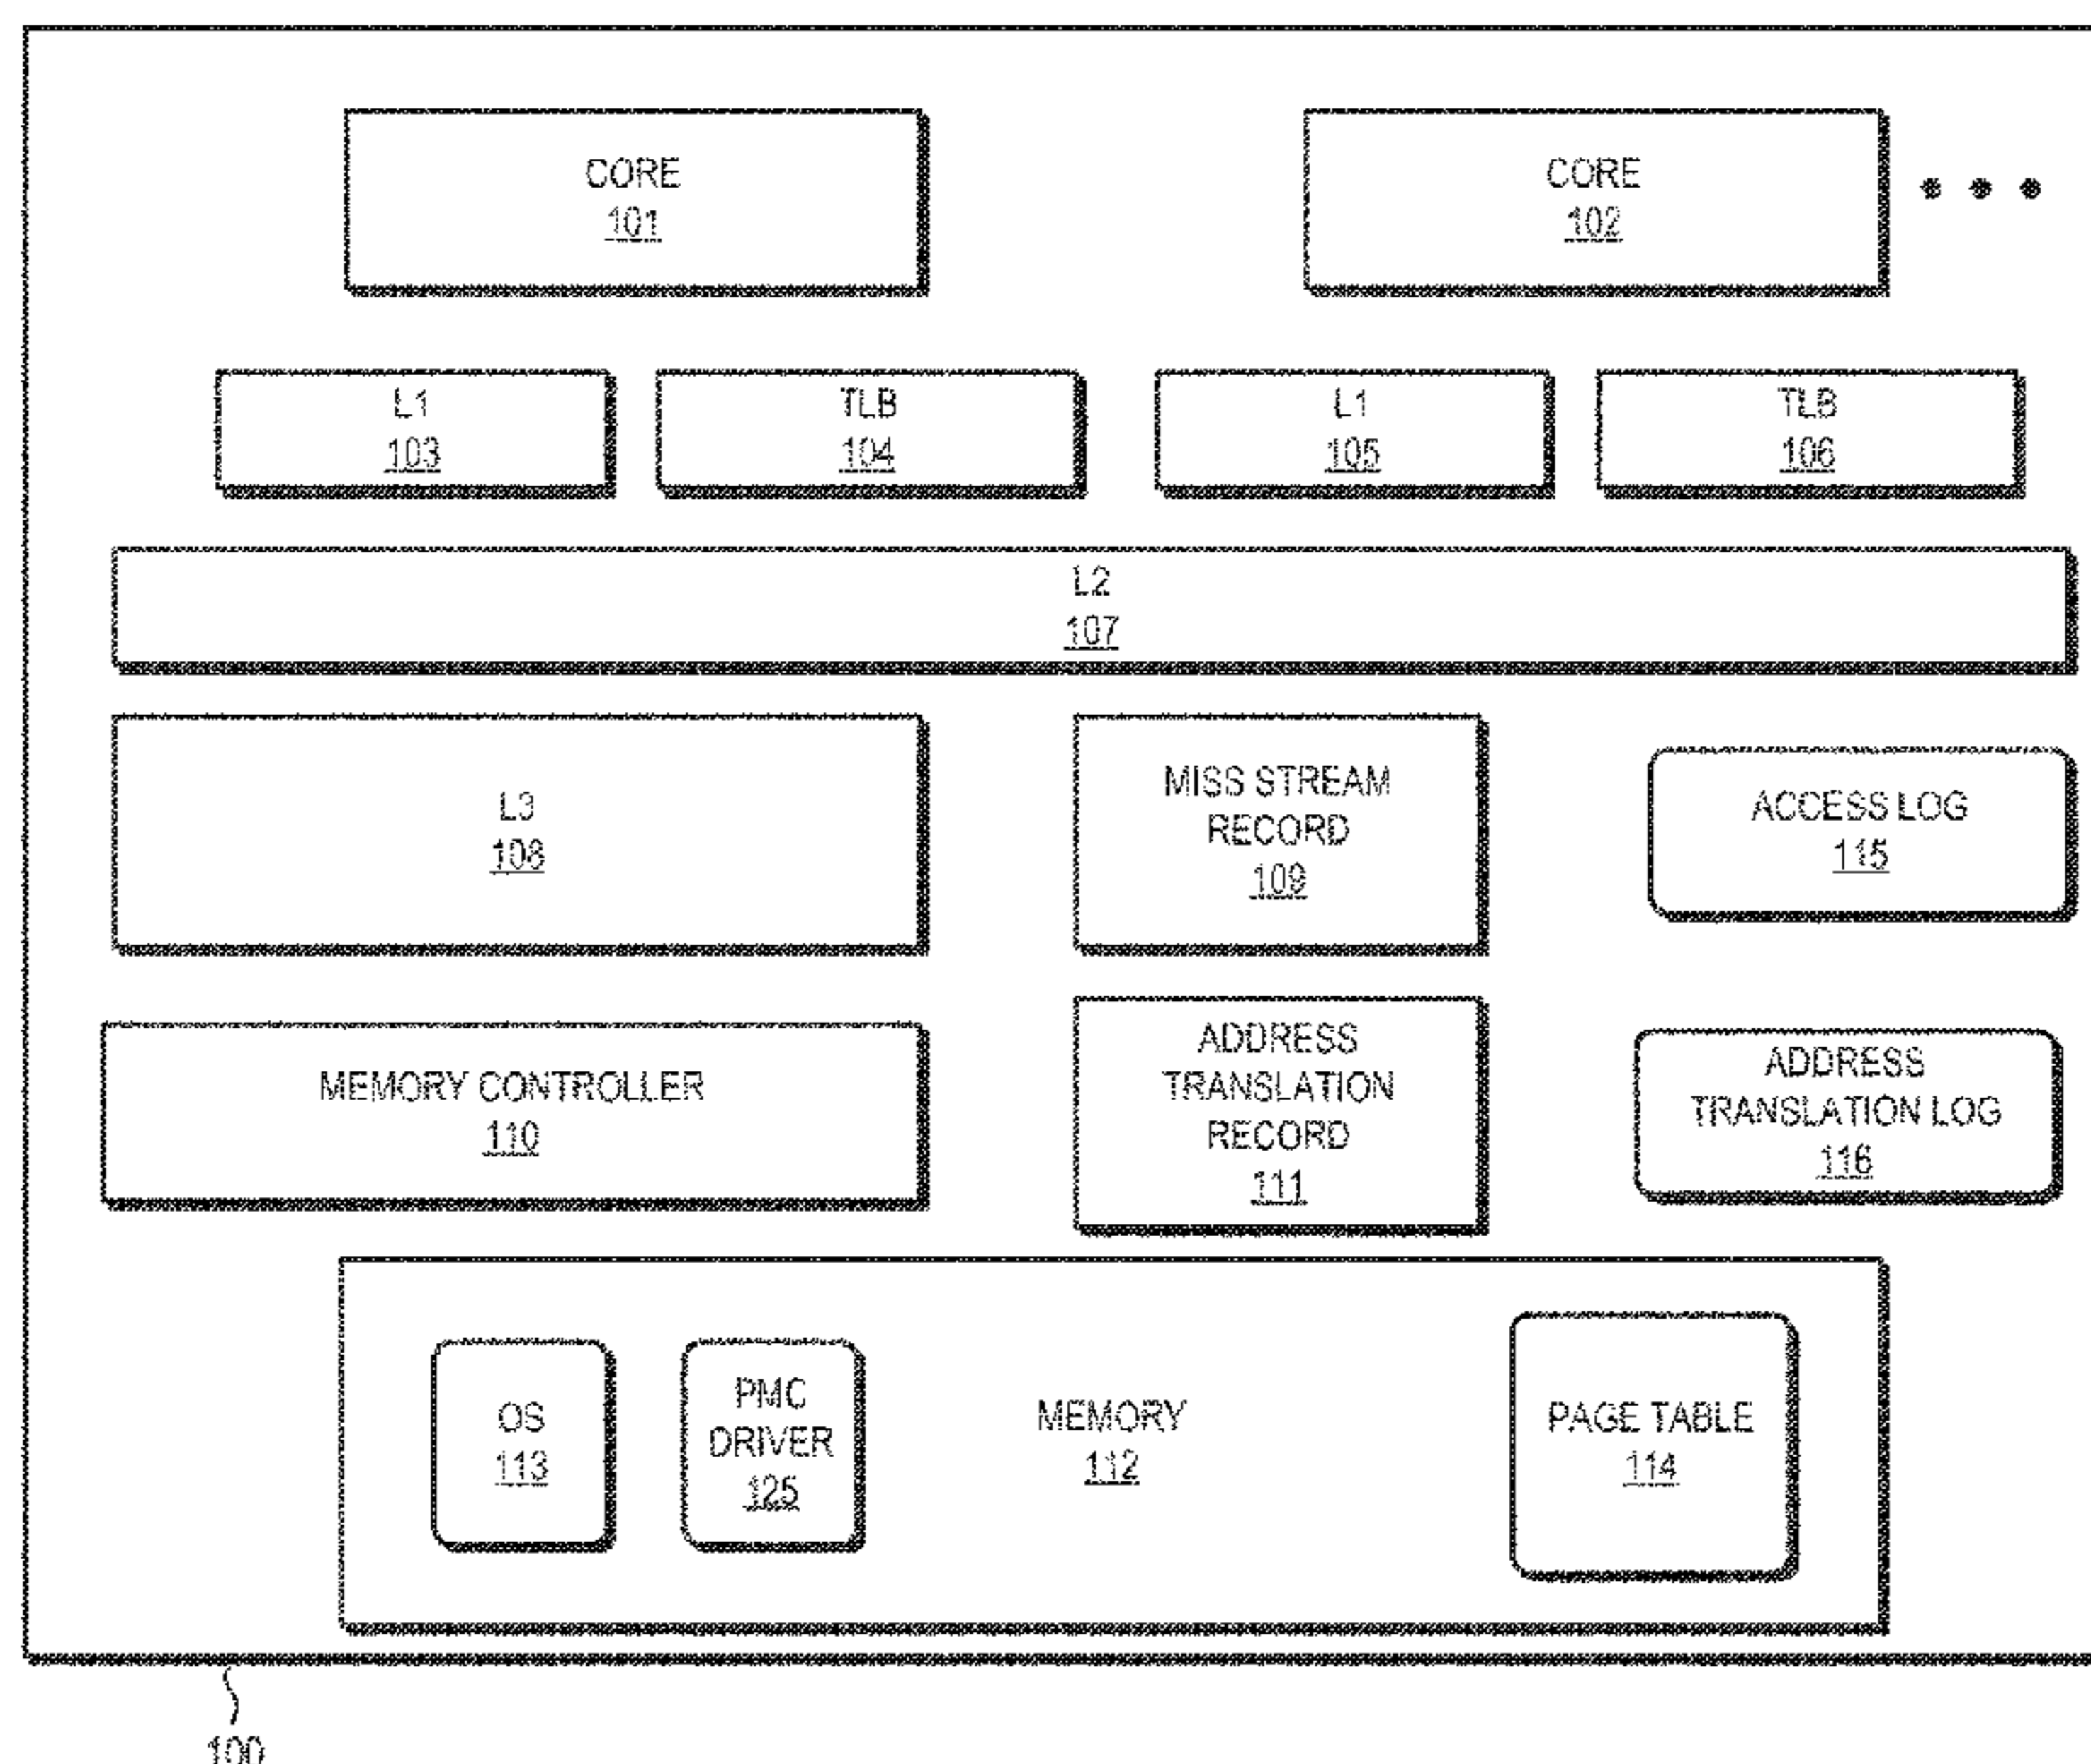 CORE
101
CORE
102
L1
103
TLB
104
L1
105
TLB
106
L2
107
L3
108
MISS STREAM
RECORD
109
ACCESS LOG
115
MEMORY CONTROLLER
110
ADDRESS
TRANSLATION
RECORD
111
ADDRESS
TRANSLATION LOG
116
OS
113
PMC
DRIVER
125
MEMORY
112
PAGE TABLE
114
100